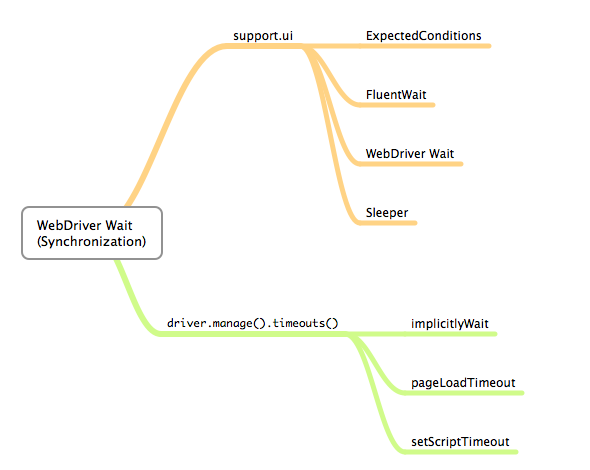 support.ui
ExpectedConditions
FluentWait
WebDriver Wait
Sleeper
WebDriver Wait
(Synchronization)
driver.manage().timeouts()
implicitlyWait
pageLoadTimeout
setScriptTimeout